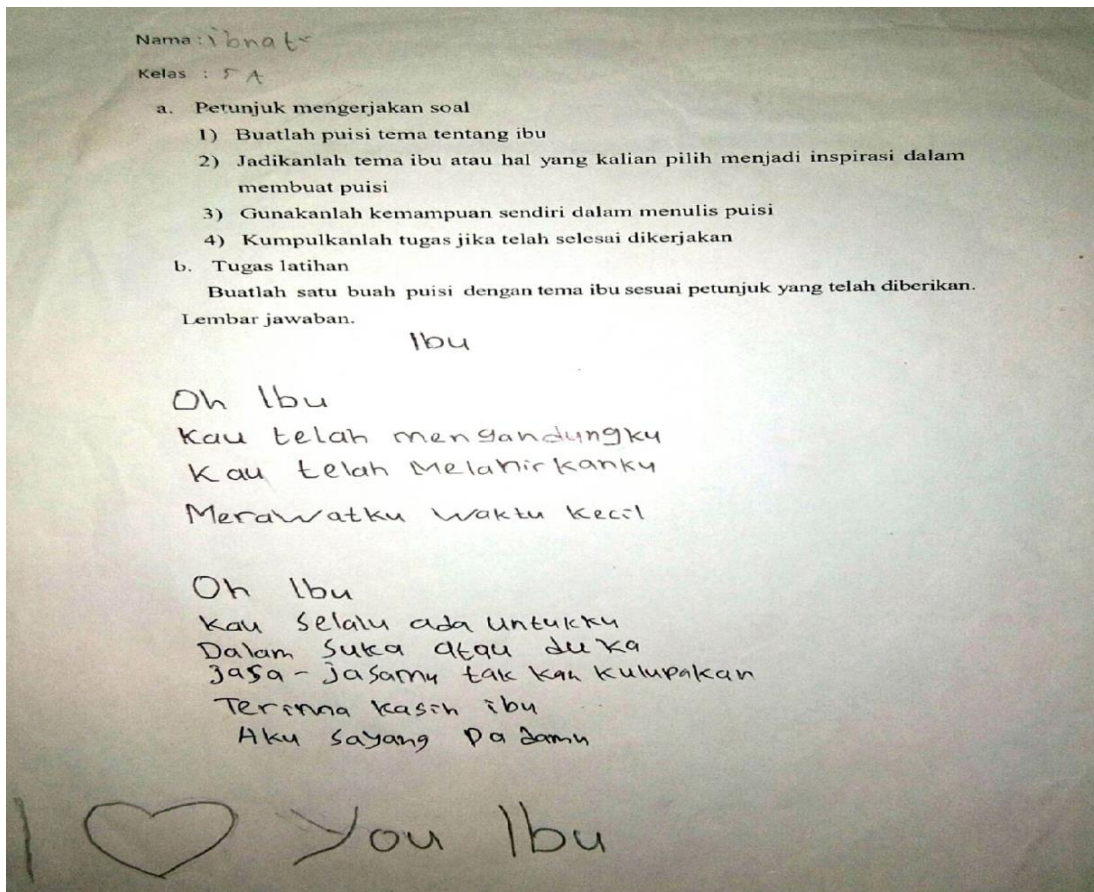 Nama : ibnat
Kelas : 5 A
a. Petunjuk mengerjakan soal
1) Buatlah puisi tema tentang ibu
2) Jadikanlah tema ibu atau hal yang kalian pilih menjadi inspirasi dalam
membuat puisi
3) Gunakanlah kemampuan sendiri dalam menulis puisi
4) Kumpulkanlah tugas jika telah selesai dikerjakan
b. Tugas latihan
Buatlah satu buah puisi dengan tema ibu sesuai petunjuk yang telah diberikan.
Lembar jawaban.
Ibu
Oh Ibu
Kau telah mengandungku
Kau telah Melahirkanku
Merawatku waktu kecil
Oh Ibu
Kau selalu ada untukku
Dalam suka atau duka
Jasa - jasamu tak kan kulupakan
Terima kasih ibu
Aku sayang Padamu
I ♡ You Ibu